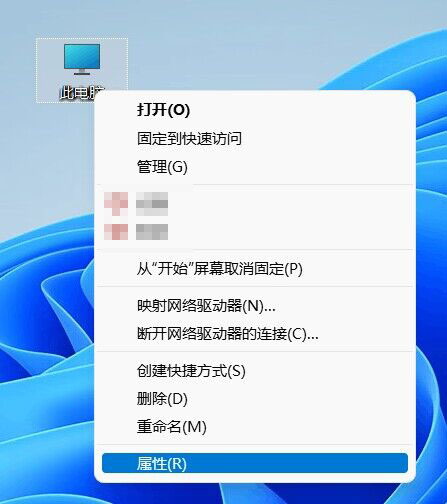 此电脑
打开(O)
固定到快速访问
管理(G)
从“开始”屏幕取消固定(P)
映射网络驱动器(N)...
断开网络驱动器的连接(C)...
创建快捷方式(S)
删除(D)
重命名(M)
属性(R)